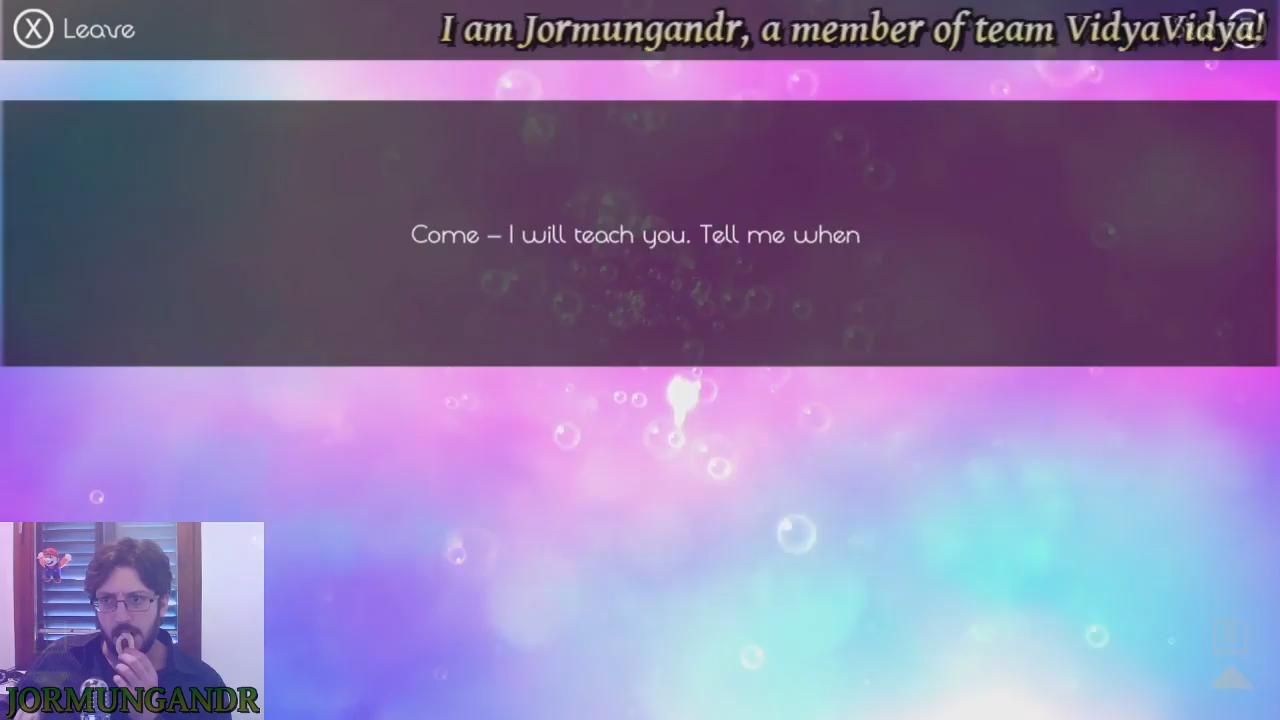 X Leave
I am Jormungandr, a member of team VidyaVidya!
Come – I will teach you. Tell me when
JORMUNGANDR